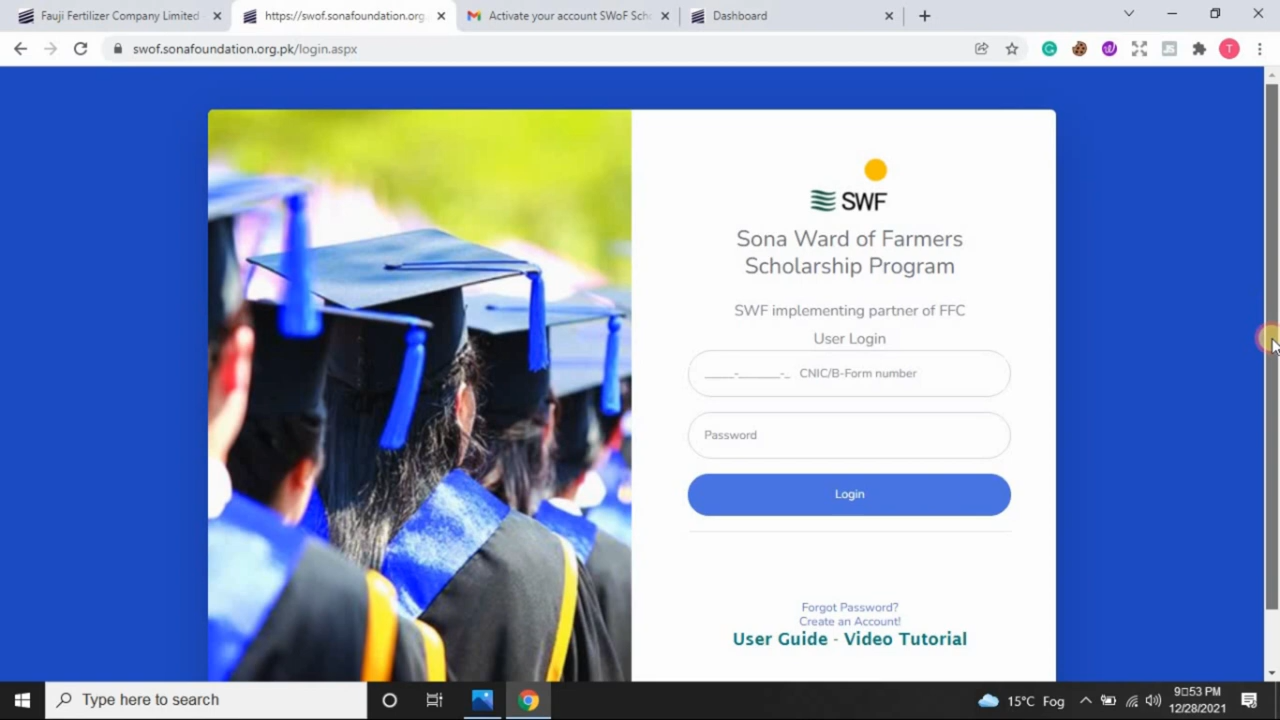 Fauji Fertilizer Company Limited
https://swof.sonafoundation.org
Activate your account SWoF Sch
Dashboard
swof.sonafoundation.org.pk/login.aspx
T
SWF
Sona Ward of Farmers
Scholarship Program
SWF implementing partner of FFC
User Login
_____-_______-_ CNIC/B-Form number
Password
Login
Forgot Password?
Create an Account!
User Guide - Video Tutorial
Type here to search
15°C Fog
9:53 PM
12/28/2021